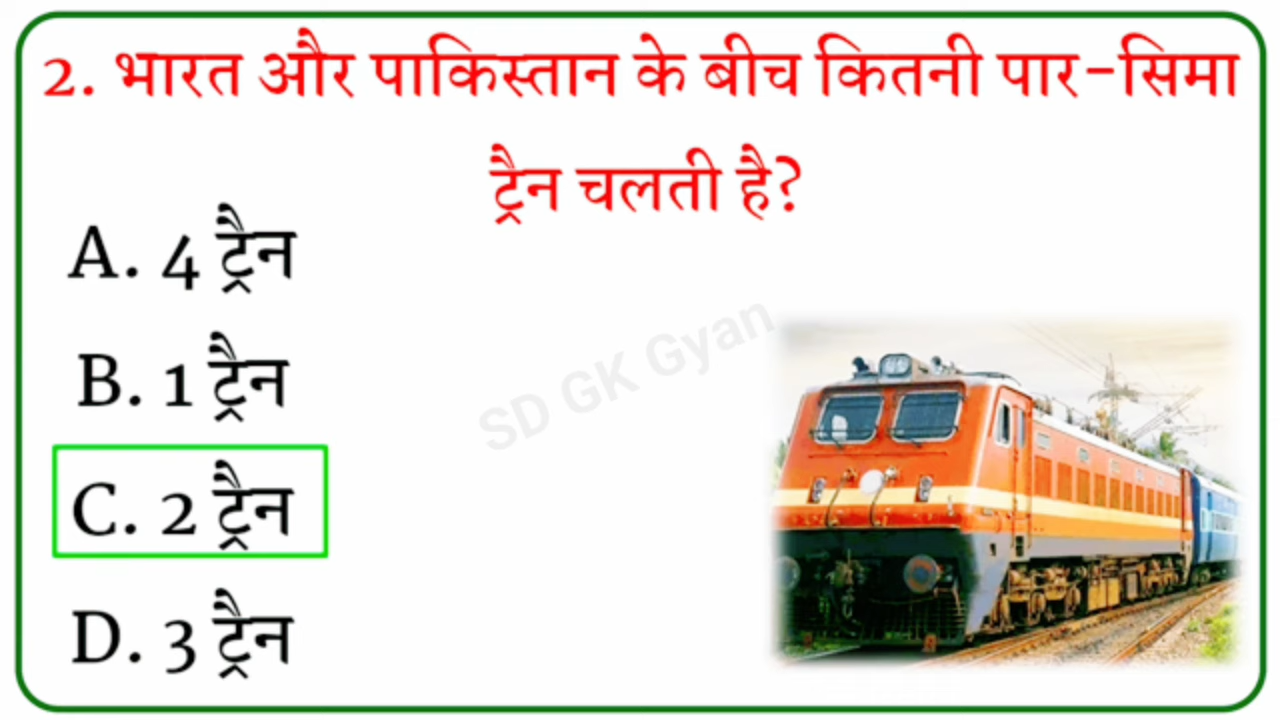 2. भारत और पाकिस्तान के बीच कितनी पार-सिमा
ट्रैन चलती है?
A. 4 ट्रैन
B. 1 ट्रैन
C. 2 ट्रैन
D. 3 ट्रैन
SD GK Gyan